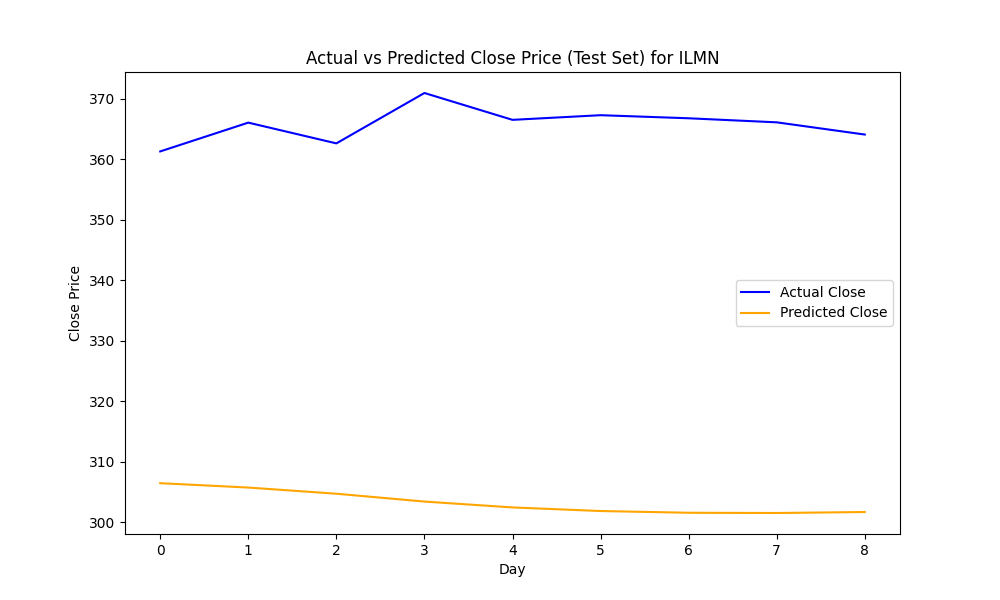 Actual vs Predicted Close Price (Test Set) for ILMN
370
360
350
340
330
320
310
300
Close Price
Actual Close
Predicted Close
0 1 2 3 4 5 6 7 8
Day